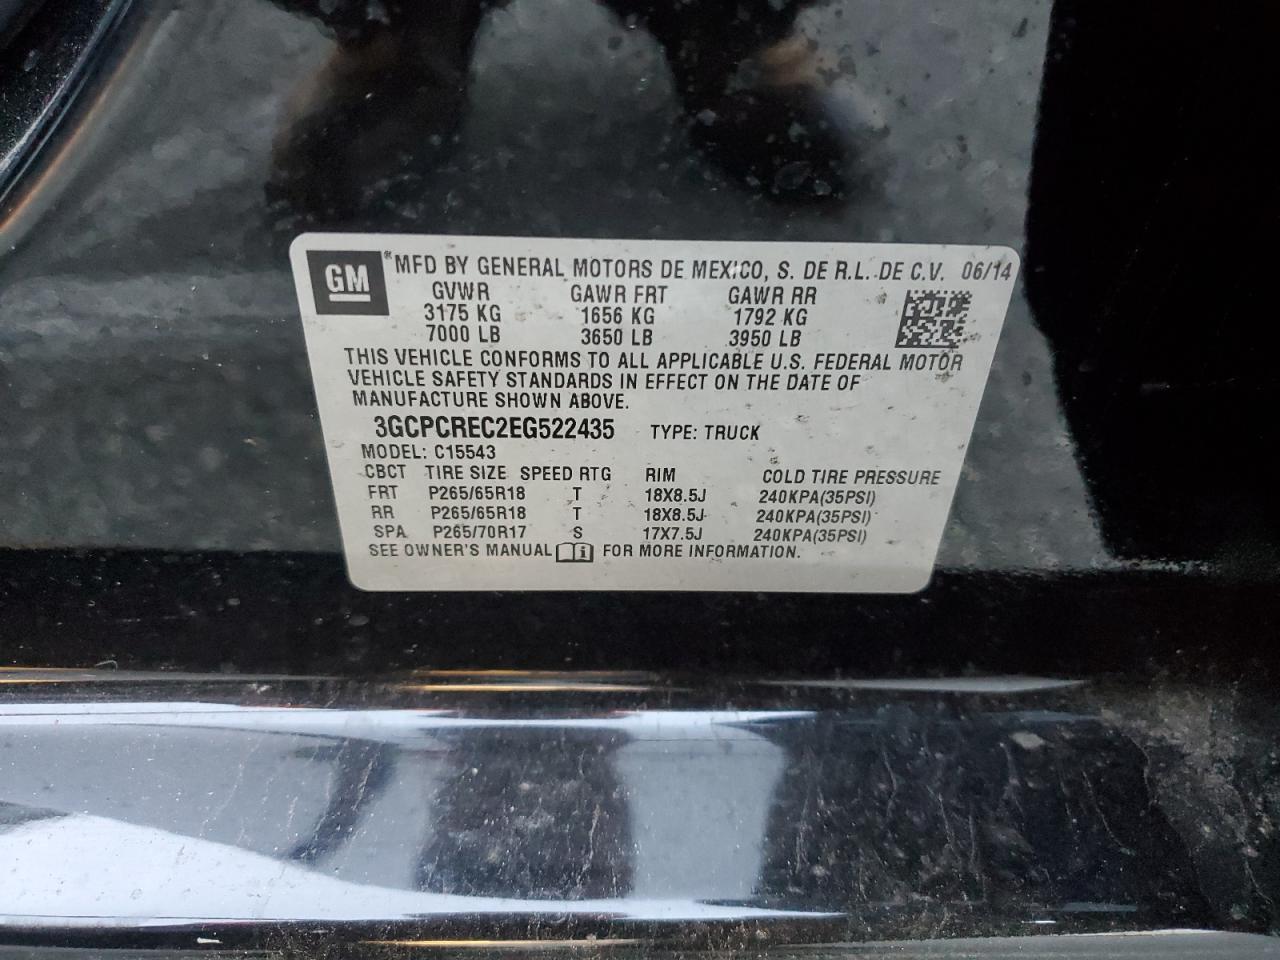 GM
MFD BY GENERAL MOTORS DE MEXICO, S. DE R.L. DE C.V. 06/14
GVWR GAWR FRT GAWR RR
3175 KG 1656 KG 1792 KG
7000 LB 3650 LB 3950 LB
THIS VEHICLE CONFORMS TO ALL APPLICABLE U.S. FEDERAL MOTOR
VEHICLE SAFETY STANDARDS IN EFFECT ON THE DATE OF
MANUFACTURE SHOWN ABOVE.
3GCPCREC2EG522435 TYPE: TRUCK
MODEL: C15543
CBCT TIRE SIZE SPEED RTG RIM COLD TIRE PRESSURE
FRT P265/65R18 T 18X8.5J 240KPA(35PSI)
RR P265/65R18 T 18X8.5J 240KPA(35PSI)
SPA P265/70R17 S 17X7.5J 240KPA(35PSI)
SEE OWNER'S MANUAL i FOR MORE INFORMATION.